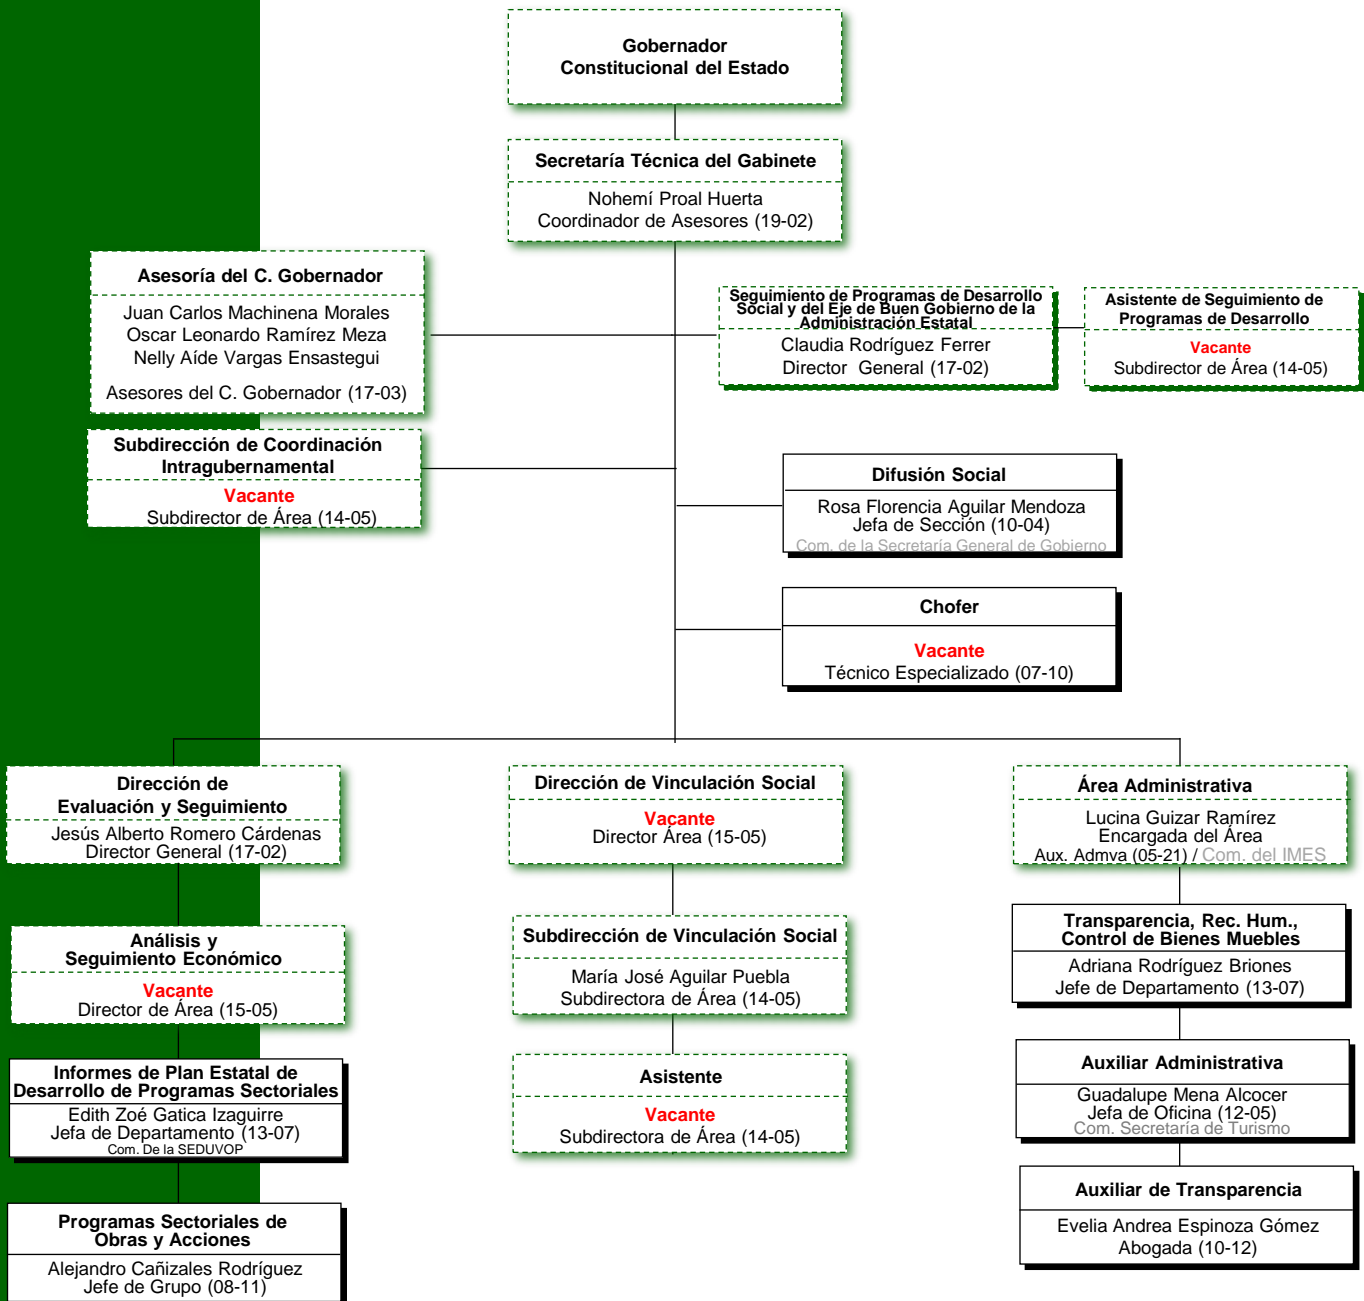 Gobernador
Constitucional del Estado
Secretaría Técnica del Gabinete
Nohemí Proal Huerta
Coordinador de Asesores (19-02)
Asesoría del C. Gobernador
Juan Carlos Machinena Morales
Oscar Leonardo Ramírez Meza
Nelly Aíde Vargas Ensastegui
Asesores del C. Gobernador (17-03)
Seguimiento de Programas de Desarrollo
Social y del Eje de Buen Gobierno de la
Administración Estatal
Claudia Rodríguez Ferrer
Director General (17-02)
Asistente de Seguimiento de
Programas de Desarrollo
Vacante
Subdirector de Área (14-05)
Subdirección de Coordinación
Intragubernamental
Vacante
Subdirector de Área (14-05)
Difusión Social
Rosa Florencia Aguilar Mendoza
Jefa de Sección (10-04)
Com. de la Secretaría General de Gobierno
Chofer
Vacante
Técnico Especializado (07-10)
Dirección de
Evaluación y Seguimiento
Jesús Alberto Romero Cárdenas
Director General (17-02)
Dirección de Vinculación Social
Vacante
Director Área (15-05)
Área Administrativa
Lucina Guizar Ramírez
Encargada del Área
Aux. Admva (05-21) / Com. del IMES
Análisis y
Seguimiento Económico
Vacante
Director de Área (15-05)
Subdirección de Vinculación Social
María José Aguilar Puebla
Subdirectora de Área (14-05)
Transparencia, Rec. Hum.,
Control de Bienes Muebles
Adriana Rodríguez Briones
Jefe de Departamento (13-07)
Informes de Plan Estatal de
Desarrollo de Programas Sectoriales
Edith Zoé Gatica Izaguirre
Jefa de Departamento (13-07)
Com. De la SEDUVOP
Asistente
Vacante
Subdirectora de Área (14-05)
Auxiliar Administrativa
Guadalupe Mena Alcocer
Jefa de Oficina (12-05)
Com. Secretaría de Turismo
Programas Sectoriales de
Obras y Acciones
Alejandro Cañizales Rodríguez
Jefe de Grupo (08-11)
Auxiliar de Transparencia
Evelia Andrea Espinoza Gómez
Abogada (10-12)